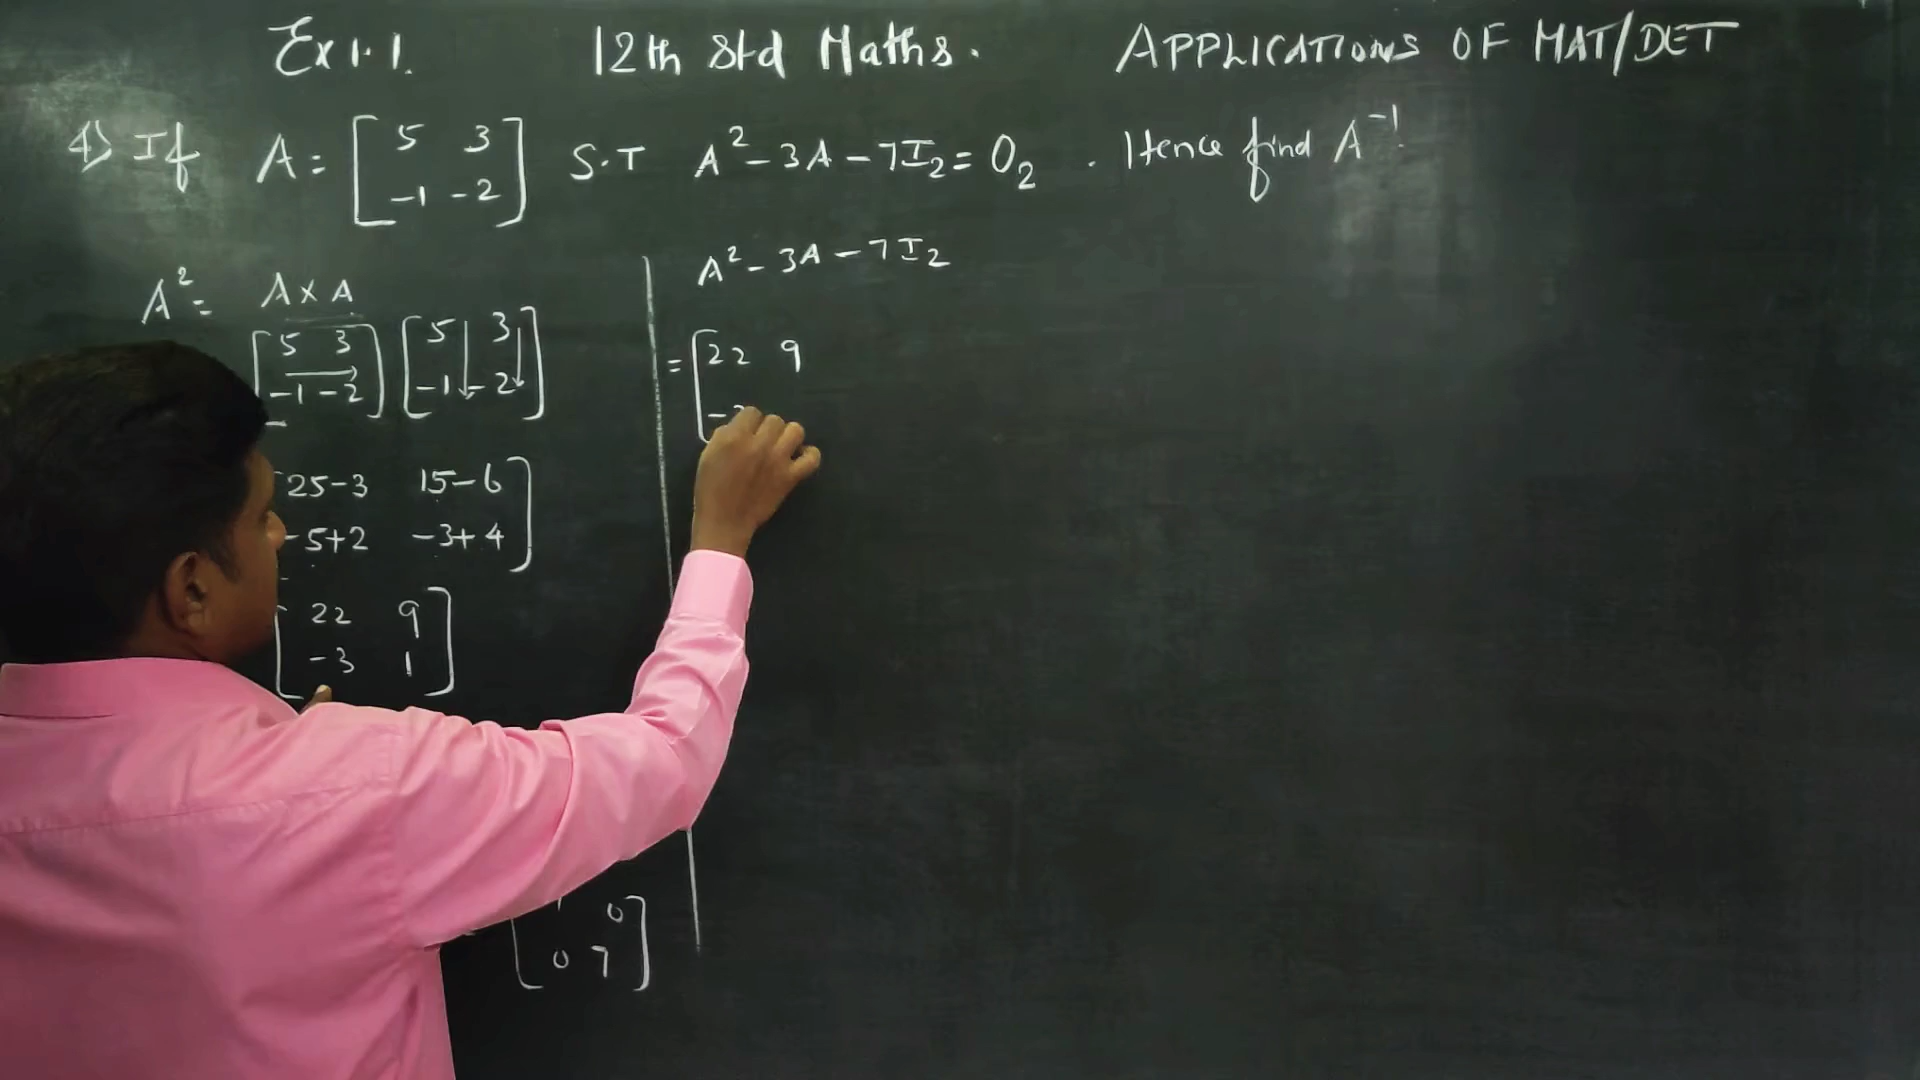 Ex 1.1. 12th Std Maths. APPLICATIONS OF MAT/DET
4) If A = [ 5 3 S.T A² - 3A - 7I₂ = O₂ . Hence find A⁻¹.
-1 -2 ]
A² = A × A
[ 5 3 ] [ 5 3 ]
-1 -2 -1 -2
25-3 15-6 ]
-5+2 -3+4
[ 22 9 ]
-3 1
0 ]
0 7
A² - 3A - 7I₂
= [ 22 9